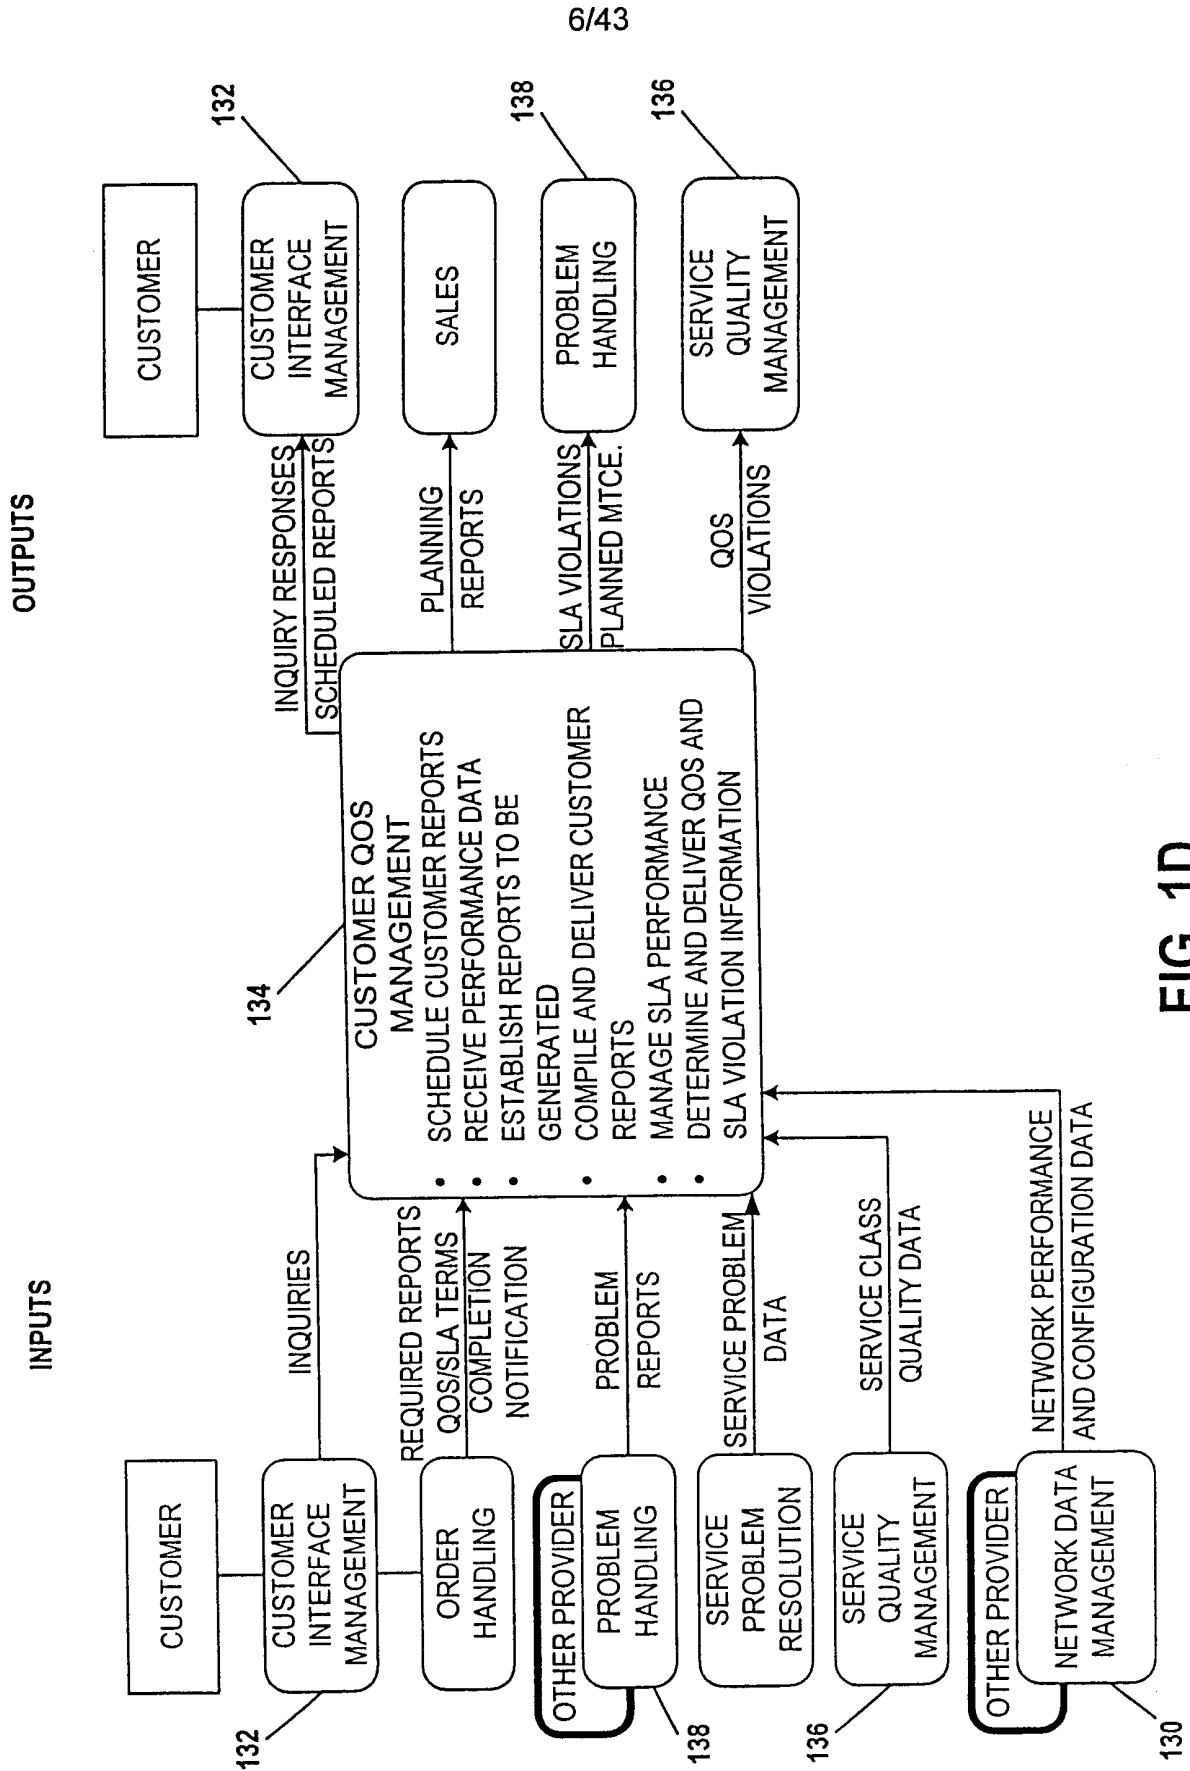 6/43
INPUTS
OUTPUTS
CUSTOMER
CUSTOMER
INTERFACE
MANAGEMENT
132
ORDER
HANDLING
OTHER PROVIDER
PROBLEM
HANDLING
138
SERVICE
PROBLEM
RESOLUTION
SERVICE
QUALITY
MANAGEMENT
136
OTHER PROVIDER
NETWORK DATA
MANAGEMENT
130
INQUIRIES
REQUIRED REPORTS
QOS/SLA TERMS
COMPLETION
NOTIFICATION
PROBLEM
REPORTS
SERVICE PROBLEM
DATA
SERVICE CLASS
QUALITY DATA
NETWORK PERFORMANCE
AND CONFIGURATION DATA
134
CUSTOMER QOS
MANAGEMENT
• SCHEDULE CUSTOMER REPORTS
• RECEIVE PERFORMANCE DATA
• ESTABLISH REPORTS TO BE
GENERATED
• COMPILE AND DELIVER CUSTOMER
REPORTS
• MANAGE SLA PERFORMANCE
• DETERMINE AND DELIVER QOS AND
SLA VIOLATION INFORMATION
INQUIRY RESPONSES
SCHEDULED REPORTS
PLANNING
REPORTS
SLA VIOLATIONS
PLANNED MTCE.
QOS
VIOLATIONS
CUSTOMER
CUSTOMER
INTERFACE
MANAGEMENT
132
SALES
PROBLEM
HANDLING
138
SERVICE
QUALITY
MANAGEMENT
136
FIG. 1D